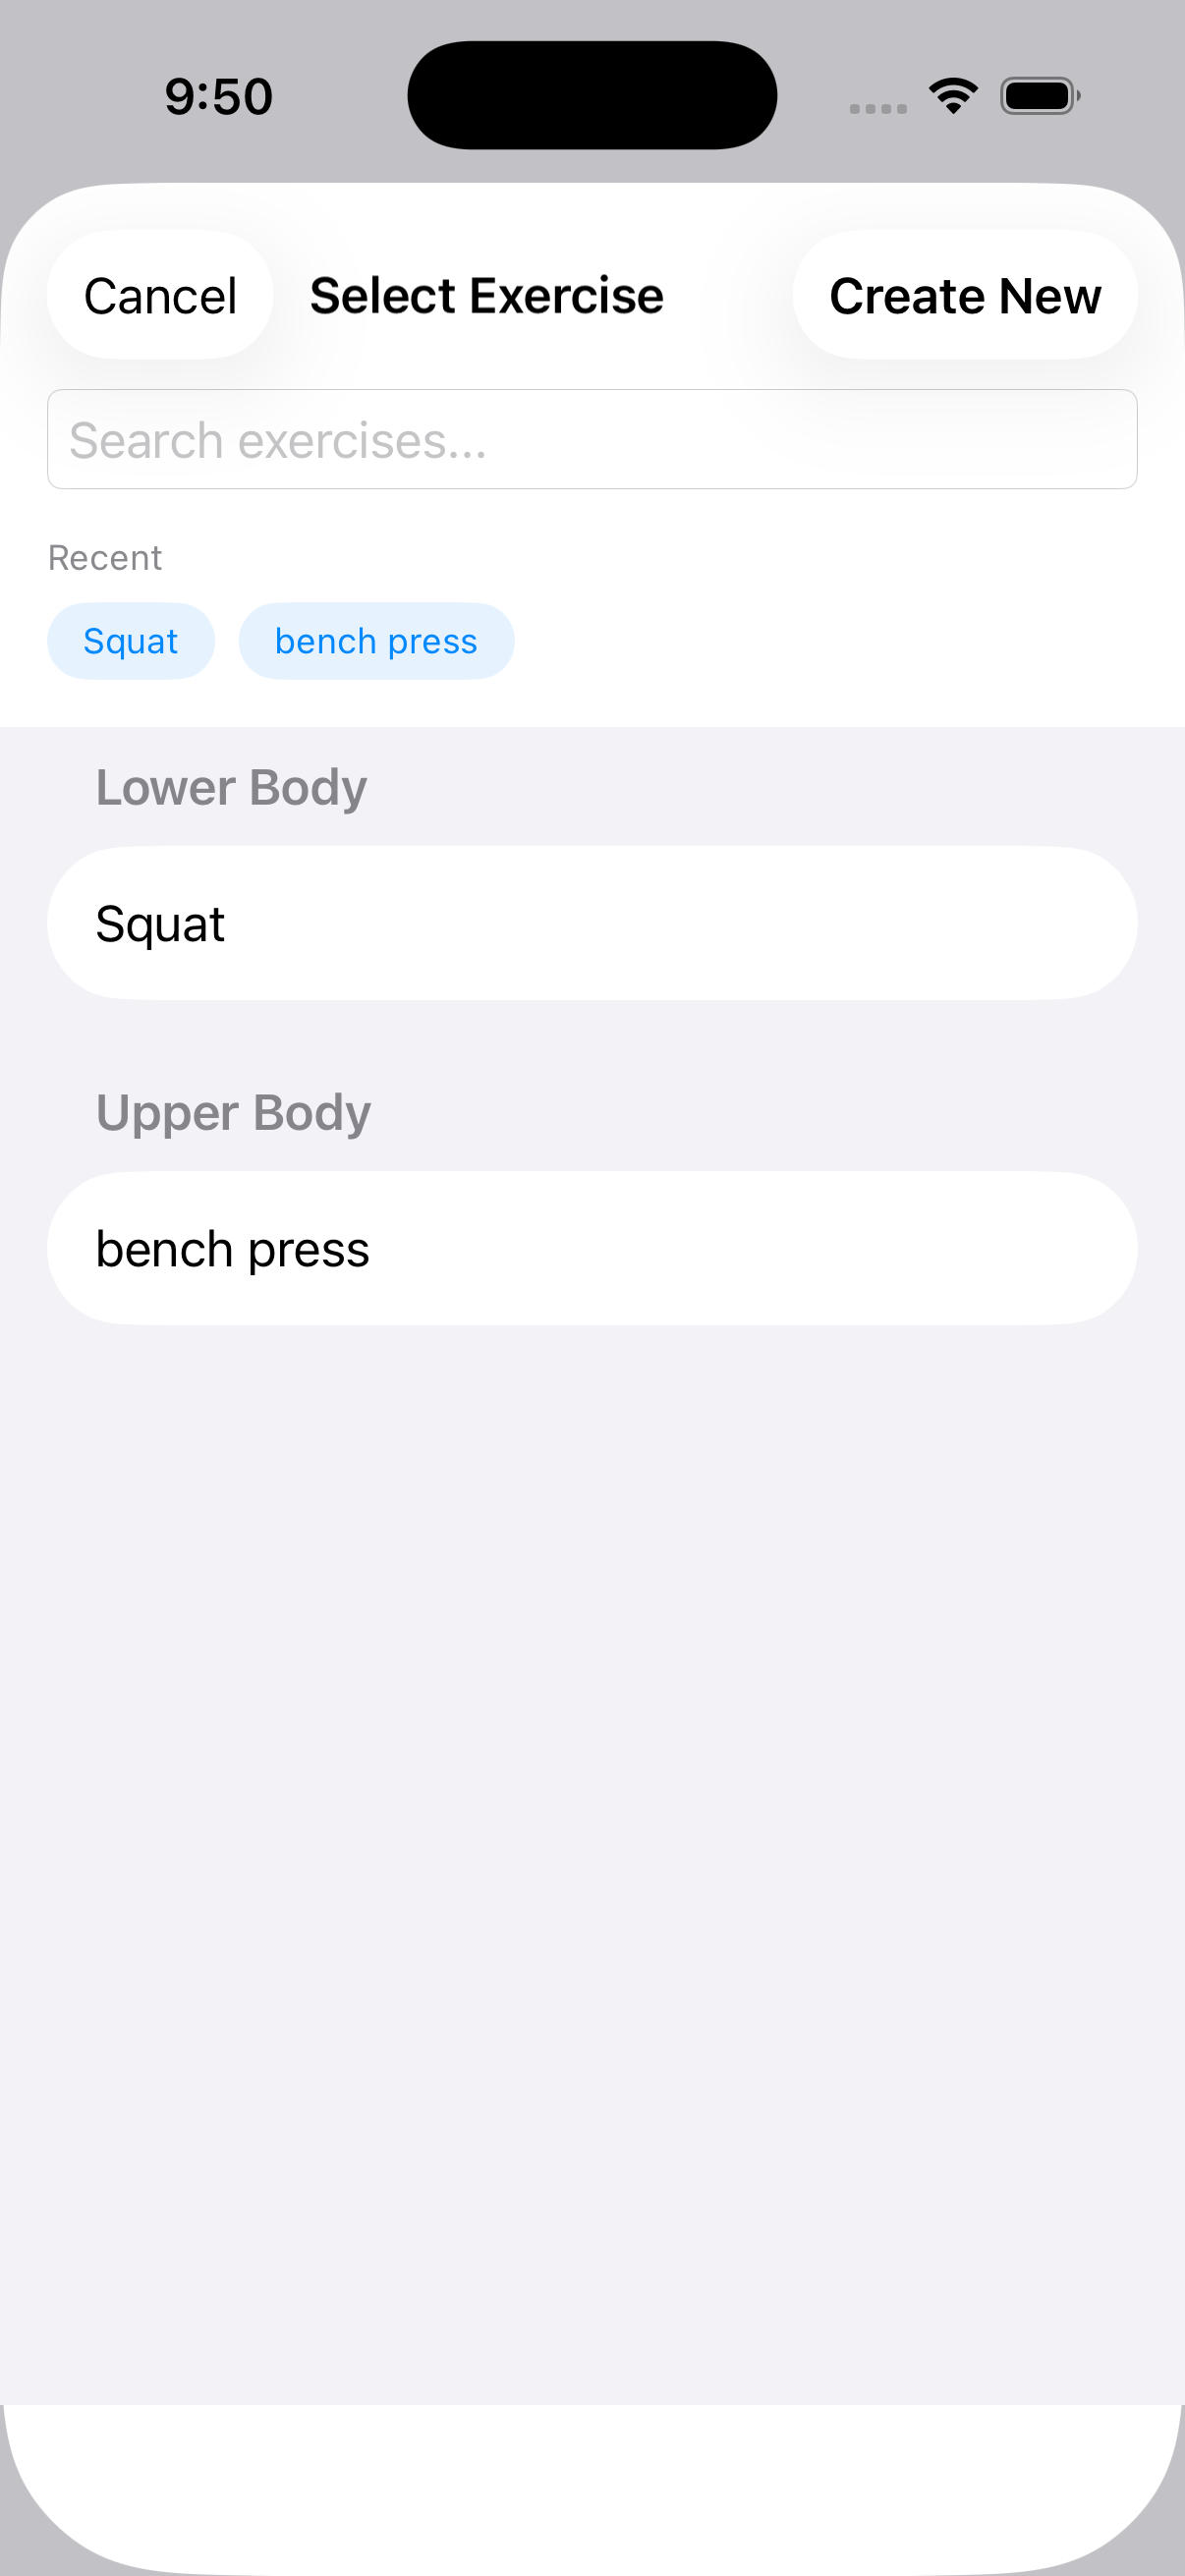 9:50
Cancel Select Exercise Create New
Search exercises...
Recent
Squat bench press
Lower Body
Squat
Upper Body
bench press